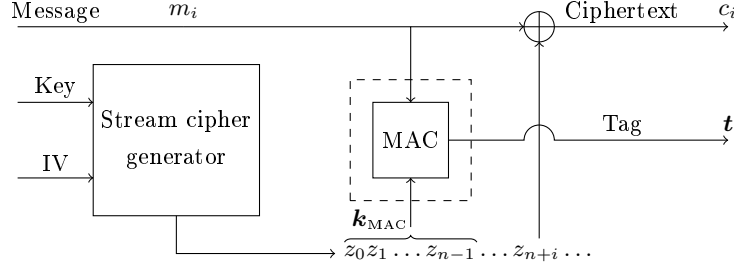 Message m_i Ciphertext c_i
Key
Stream cipher
generator
IV
MAC
Tag t
k_MAC
z_0 z_1 … z_{n−1} … z_{n+i} …